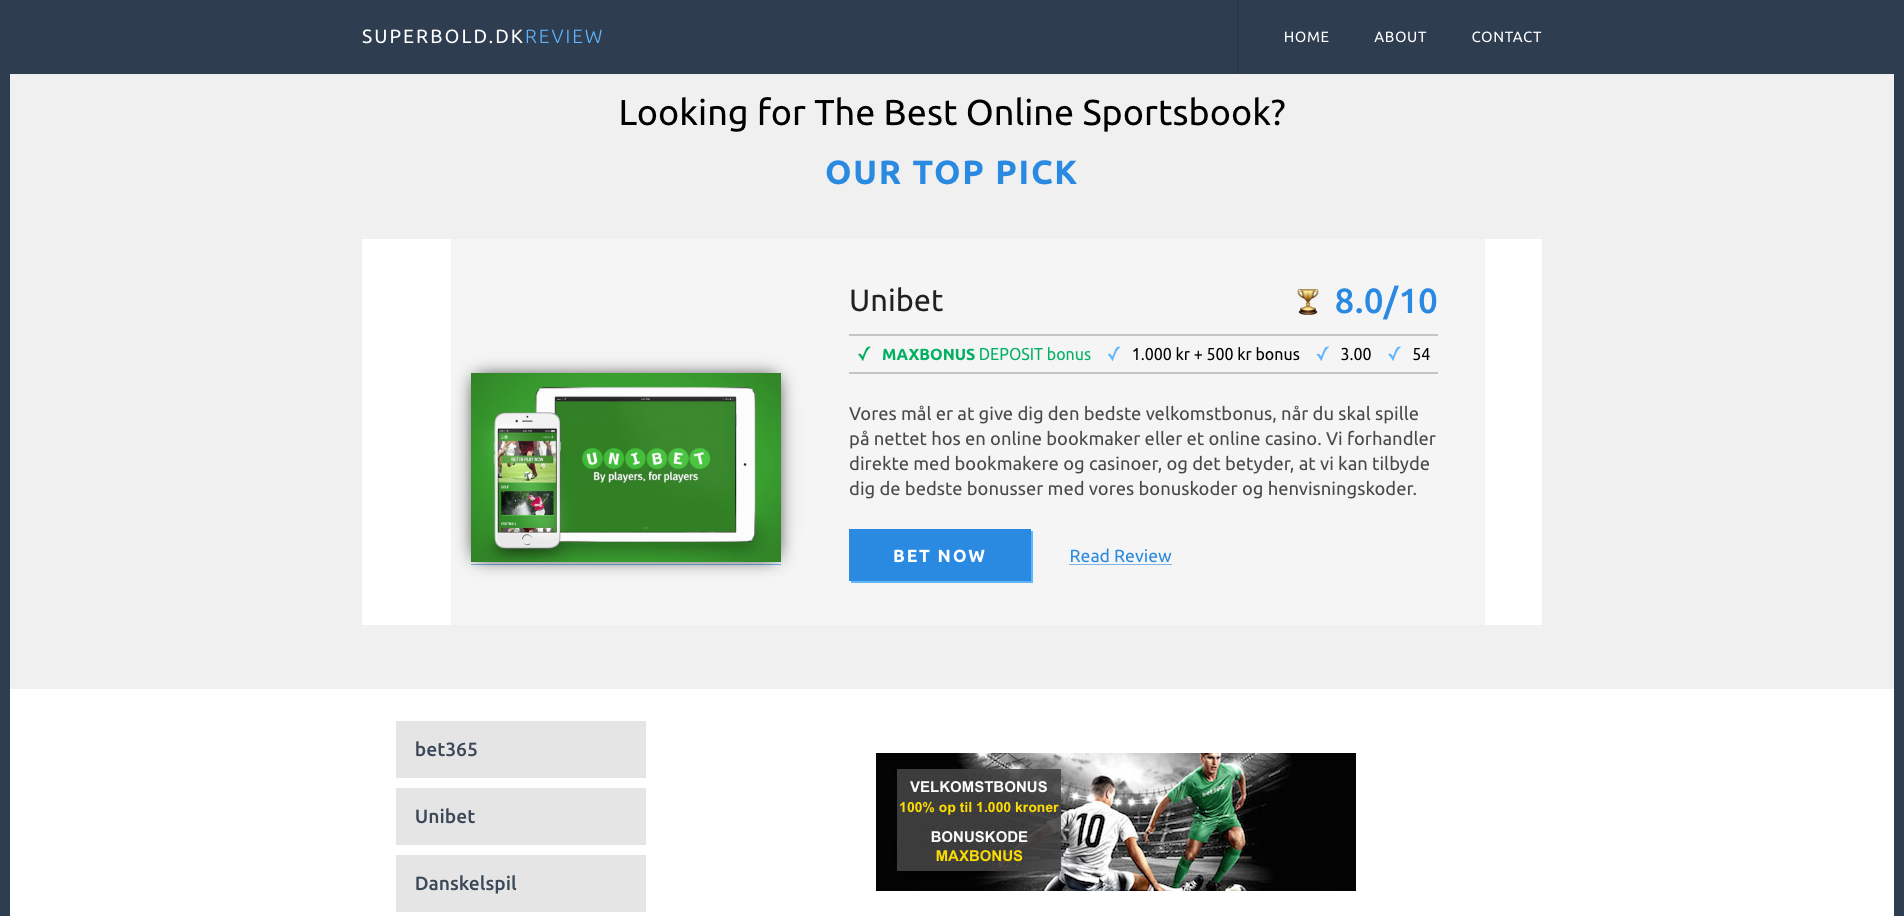 SUPERBOLD.DKREVIEW
HOME
ABOUT
CONTACT
Looking for The Best Online Sportsbook?
OUR TOP PICK
Unibet
8.0/10
MAXBONUS DEPOSIT bonus
1.000 kr + 500 kr bonus
3.00
54
UNIBET
By players, for players
Vores mål er at give dig den bedste velkomstbonus, når du skal spille
på nettet hos en online bookmaker eller et online casino. Vi forhandler
direkte med bookmakere og casinoer, og det betyder, at vi kan tilbyde
dig de bedste bonusser med vores bonuskoder og henvisningskoder.
BET NOW
Read Review
bet365
Unibet
Danskelspil
VELKOMSTBONUS
100% op til 1.000 kroner
BONUSKODE
MAXBONUS
10
bet365